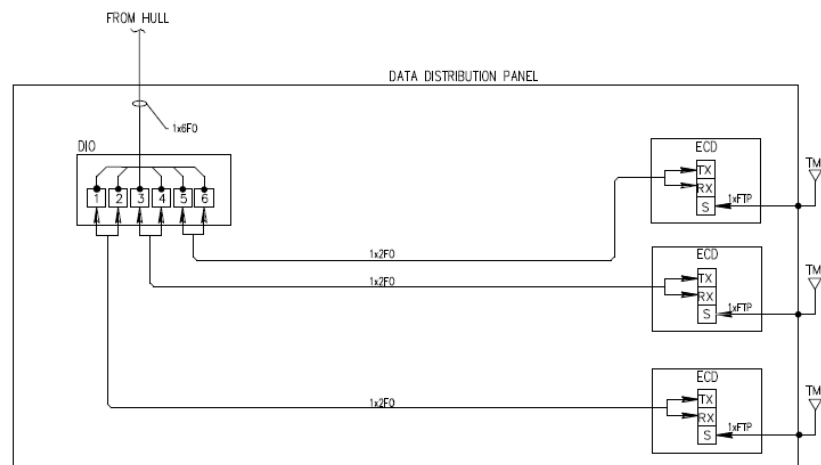 FROM HULL
DATA DISTRIBUTION PANEL
1x6FO
DIO
1 2 3 4 5 6
ECD
TX
RX
S
1xFTP
TM
1x2FO
ECD
TX
RX
S
1xFTP
TM
1x2FO
ECD
TX
RX
S
1xFTP
TM
1x2FO